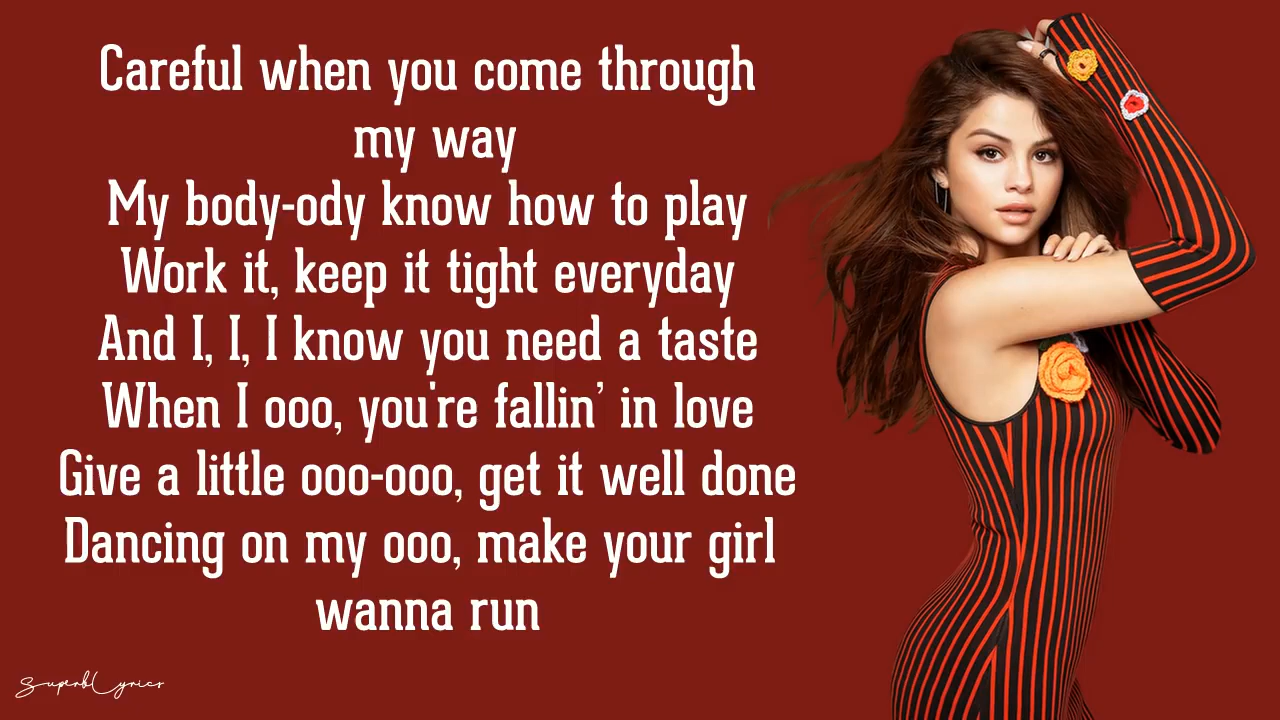 Careful when you come through
my way
My body-ody know how to play
Work it, keep it tight everyday
And I, I, I know you need a taste
When I ooo, you're fallin’ in love
Give a little ooo-ooo, get it well done
Dancing on my ooo, make your girl
wanna run
SuperbLyrics